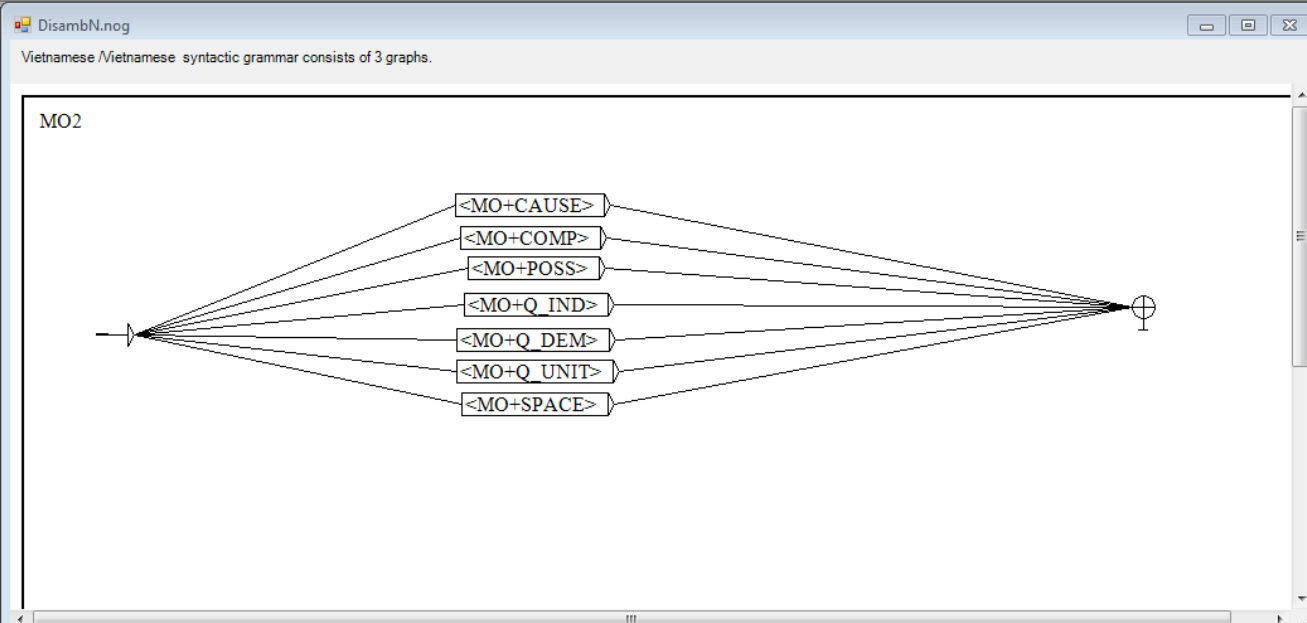 DisambN.nog
Vietnamese /Vietnamese  syntactic grammar consists of 3 graphs.
MO2
<MO+CAUSE>
<MO+COMP>
<MO+POSS>
<MO+Q_IND>
<MO+Q_DEM>
<MO+Q_UNIT>
<MO+SPACE>